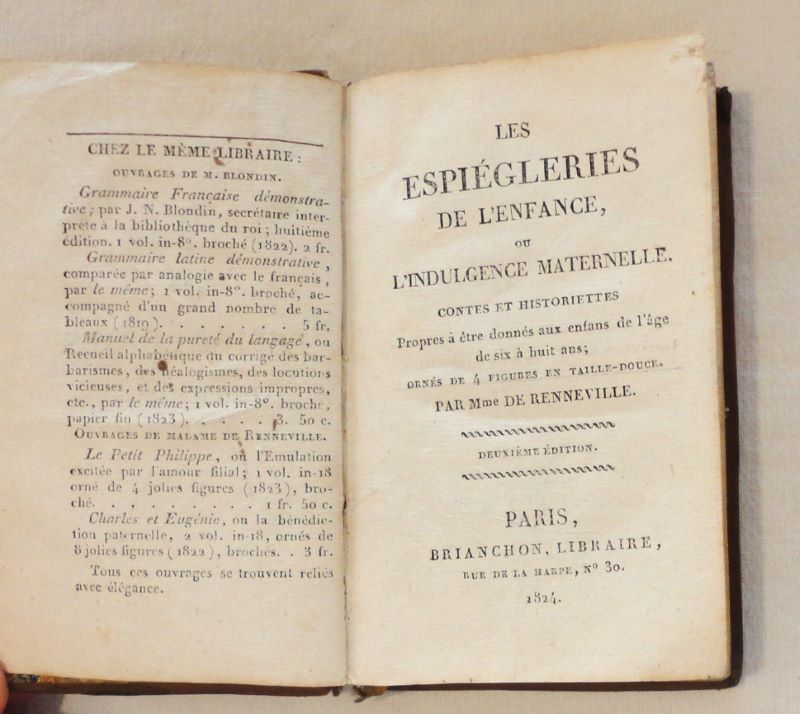 CHEZ LE MÊME LIBRAIRE :
OUVRAGES DE M. BLONDIN.
Grammaire Française démonstra-
tive ; par J. N. Blondin, secrétaire inter-
prète à la bibliothèque du roi ; huitième
édition. 1 vol. in-8°. broché (1822). 2 fr.
Grammaire latine démonstrative,
comparée par analogie avec le français,
par le même ; 1 vol. in-8°. broché, ac-
compagné d'un grand nombre de ta-
bleaux (1819). . . . . . . 5 fr.
Manuel de la pureté du langage, ou
Recueil alphabétique du corrigé des bar-
barismes, des néalogismes, des locutions
vicieuses, et des expressions impropres,
etc., par le même ; 1 vol. in-8°. broché,
papier fin (1823). . . . . 3. 50 c.
OUVRAGES DE MADAME DE RENNEVILLE.
Le Petit Philippe, ou l'Emulation
excitée par l'amour filial ; 1 vol. in-18
orné de 4 jolies figures (1823), bro-
ché. . . . . . . . . 1 fr. 50 c.
Charles et Eugénie, ou la bénédic-
tion paternelle, 2 vol. in-18, ornés de
8 jolies figures (1822), brochés. . 3 fr.
Tous ces ouvrages se trouvent reliés
avec élégance.
LES
ESPIÉGLERIES
DE L'ENFANCE,
OU
L'INDULGENCE MATERNELLE.
CONTES ET HISTORIETTES
Propres à être donnés aux enfans de l'âge
de six à huit ans ;
ORNÉS DE 4 FIGURES EN TAILLE-DOUCE.
PAR Mme DE RENNEVILLE.
DEUXIÈME ÉDITION.
PARIS,
BRIANCHON, LIBRAIRE,
RUE DE LA HARPE, N° 30.
1824.